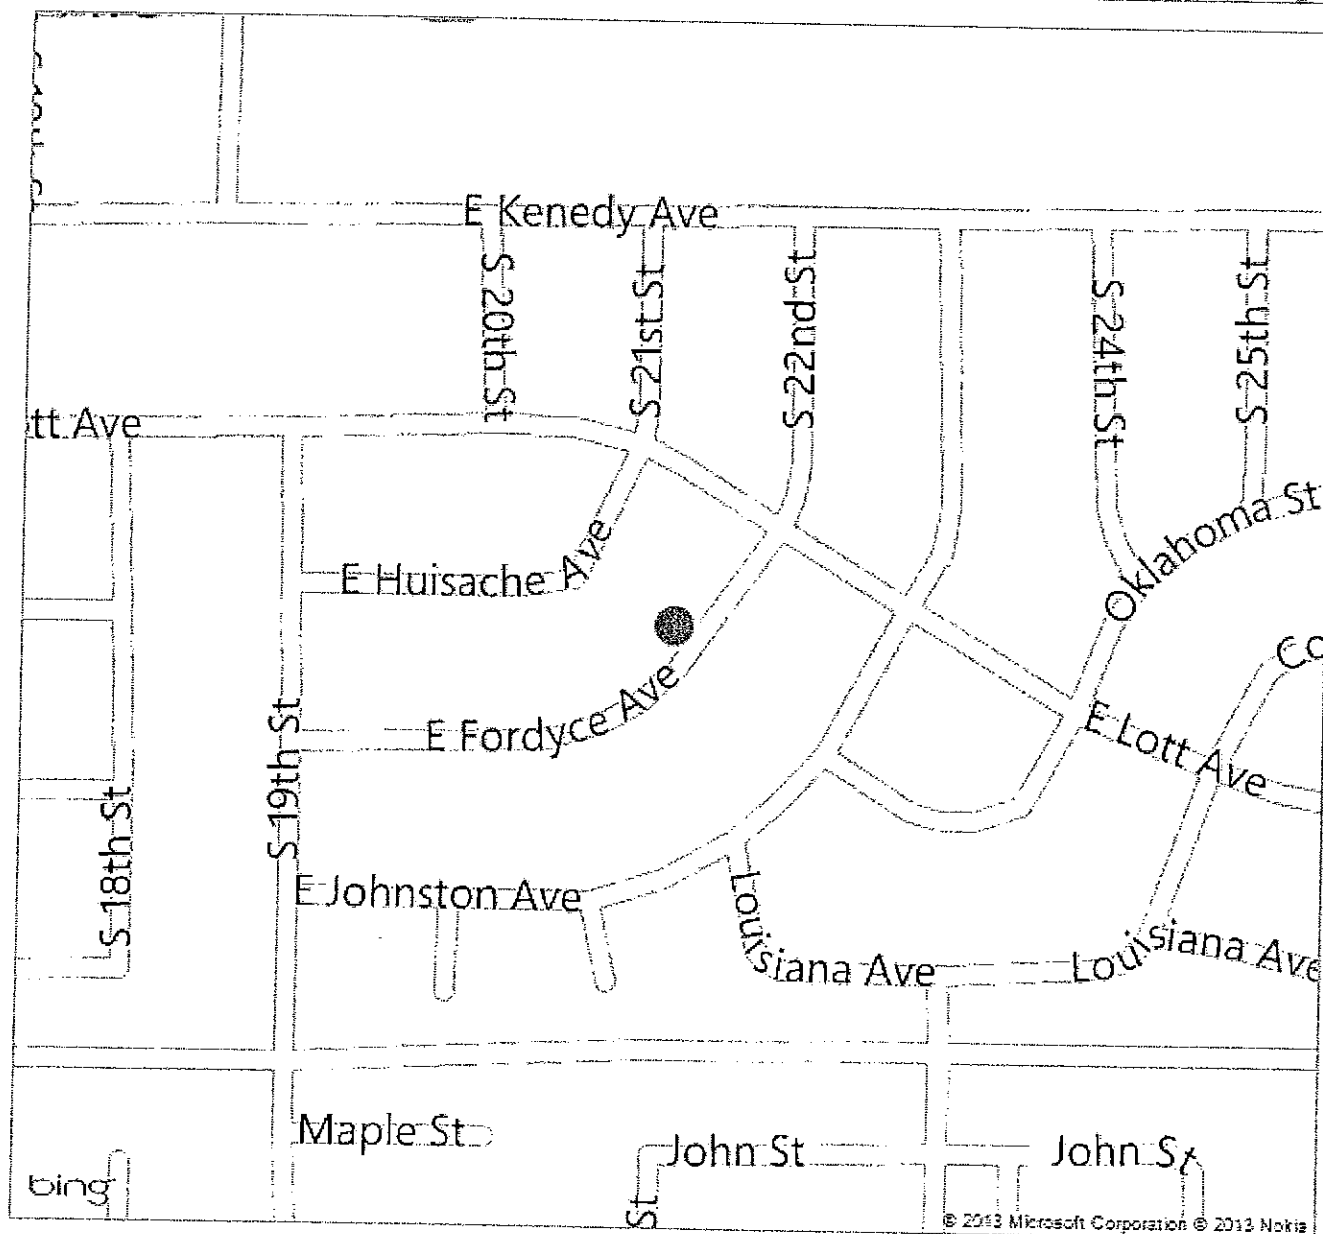 E Kenedy Ave
S 20th St
S 21st St
S 22nd St
S 24th St
S 25th St
tt Ave
Oklahoma St
E Huisache Ave
Co
E Fordyce Ave
S 19th St
E Lott Ave
S 18th St
E Johnston Ave
Louisiana Ave
Louisiana Ave
Maple St
John St
John St
St
bing
© 2013 Microsoft Corporation © 2013 Nokia